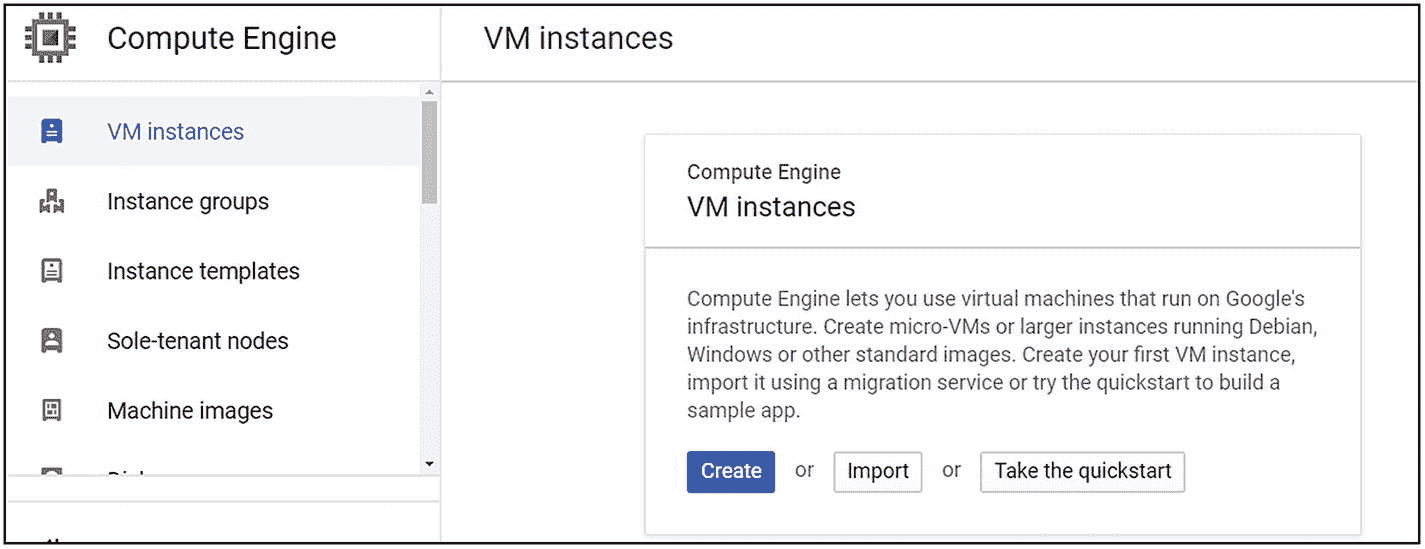 Compute Engine
VM instances
VM instances
Instance groups
Instance templates
Sole-tenant nodes
Machine images
Compute Engine
VM instances
Compute Engine lets you use virtual machines that run on Google's
infrastructure. Create micro-VMs or larger instances running Debian,
Windows or other standard images. Create your first VM instance,
import it using a migration service or try the quickstart to build a
sample app.
Create or Import or Take the quickstart